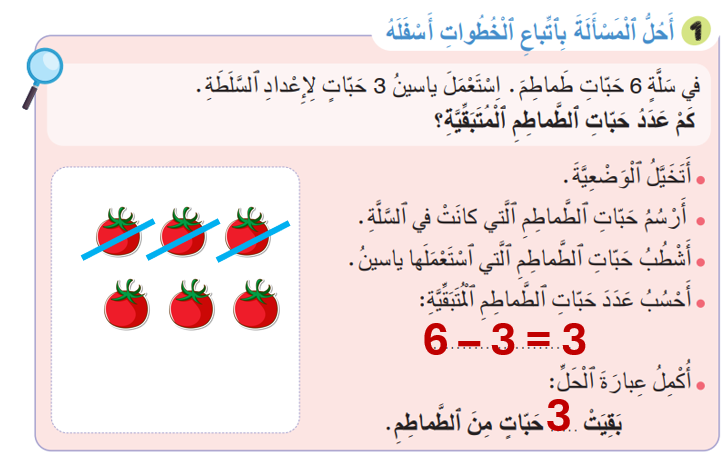 1 أَحُلُّ ٱلْمَسْأَلَةَ بِٱتِّباعِ ٱلْخَطُواتِ أَسْفَلَهُ
في سَلَّةٍ 6 حَبّاتِ طَماطِمَ. اِسْتَعْمَلَ ياسينُ 3 حَبّاتٍ لِإِعْدادِ ٱلسَّلَطَةِ.
كَمْ عَدَدُ حَبّاتِ ٱلطَّماطِمِ ٱلْمُتَبَقِّيَّةِ؟
• أَتَخَيَّلُ ٱلْوَضْعِيَّةَ.
• أَرْسُمُ حَبّاتِ ٱلطَّماطِمِ ٱلَّتي كانَتْ في ٱلسَّلَّةِ.
• أَشْطُبُ حَبّاتِ ٱلطَّماطِمِ ٱلَّتي ٱسْتَعْمَلَها ياسينُ.
• أَحْسُبُ عَدَدَ حَبّاتِ ٱلطَّماطِمِ ٱلْمُتَبَقِّيَّةِ:
6 – 3 = 3
• أُكْمِلُ عِبارَةَ ٱلْحَلِّ:
بَقِيَتْ 3 حَبّاتٍ مِنَ ٱلطَّماطِمِ.